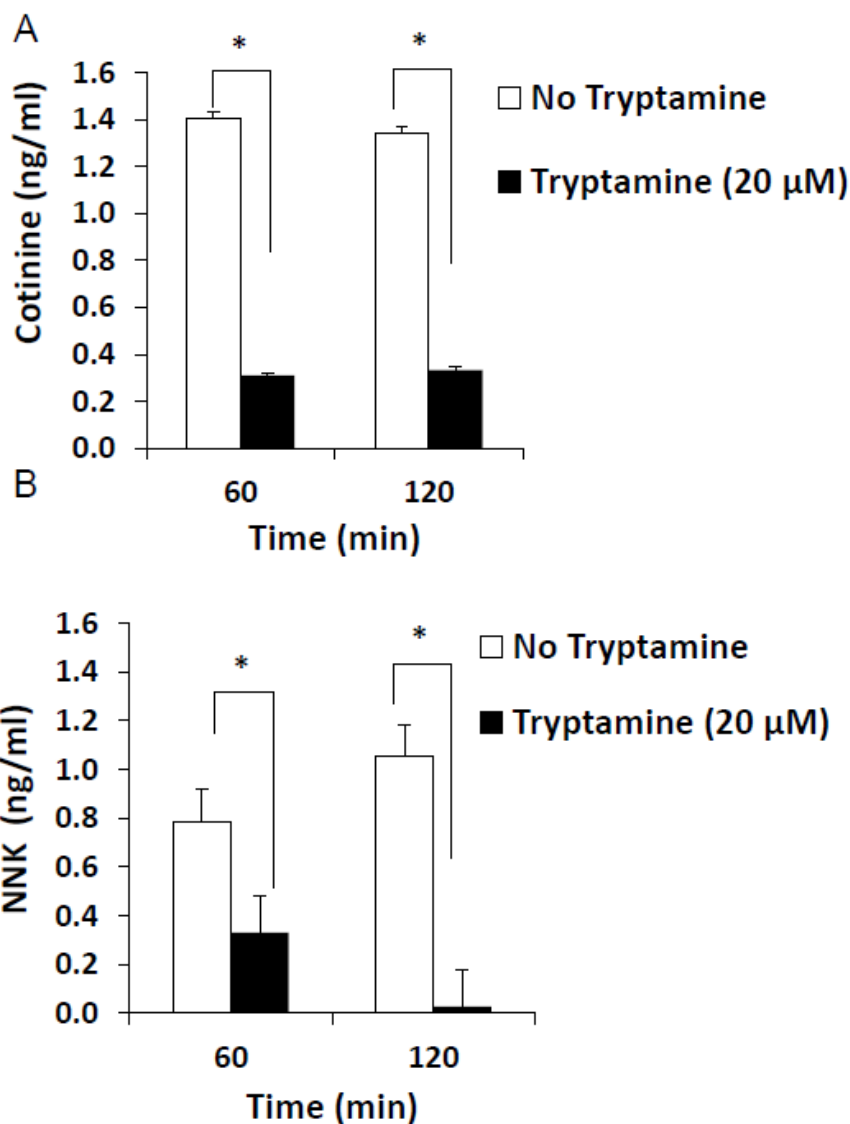 A
* *
Cotinine (ng/ml)
1.6
1.4
1.2
1.0
0.8
0.6
0.4
0.2
0.0
60 120
Time (min)
No Tryptamine
Tryptamine (20 μM)
B
* *
NNK (ng/ml)
1.6
1.4
1.2
1.0
0.8
0.6
0.4
0.2
0.0
60 120
Time (min)
No Tryptamine
Tryptamine (20 μM)